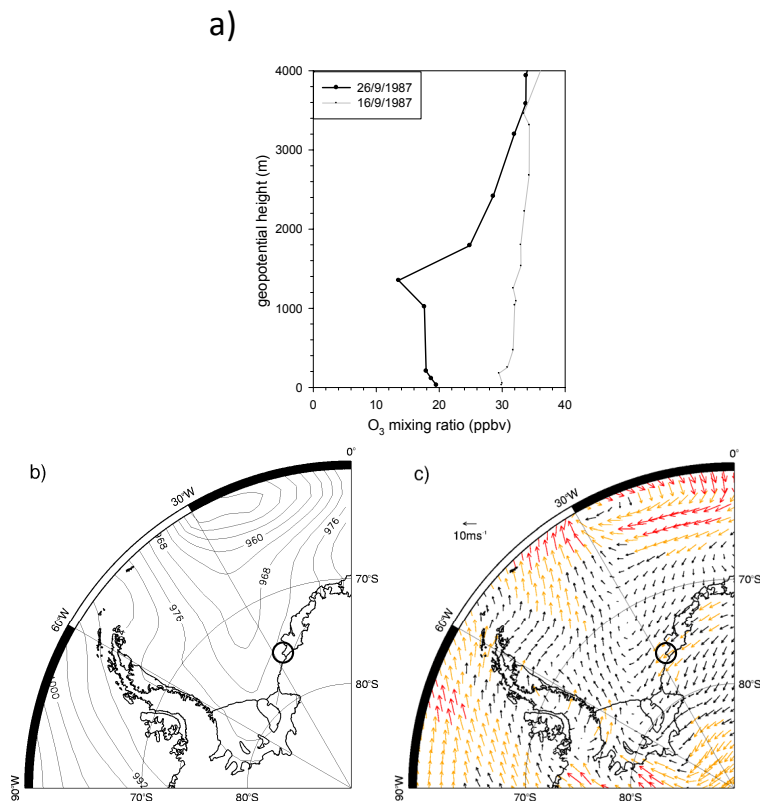 a)
4000
3000
2000
1000
0
geopotential height (m)
26/9/1987
16/9/1987
0 10 20 30 40
O3 mixing ratio (ppbv)
b)
0°
30°W
60°W
90°W
70°S
80°S
70°S
80°S
976
960
968
968
976
992
c)
0°
30°W
60°W
90°W
10ms-1
70°S
80°S
70°S
80°S